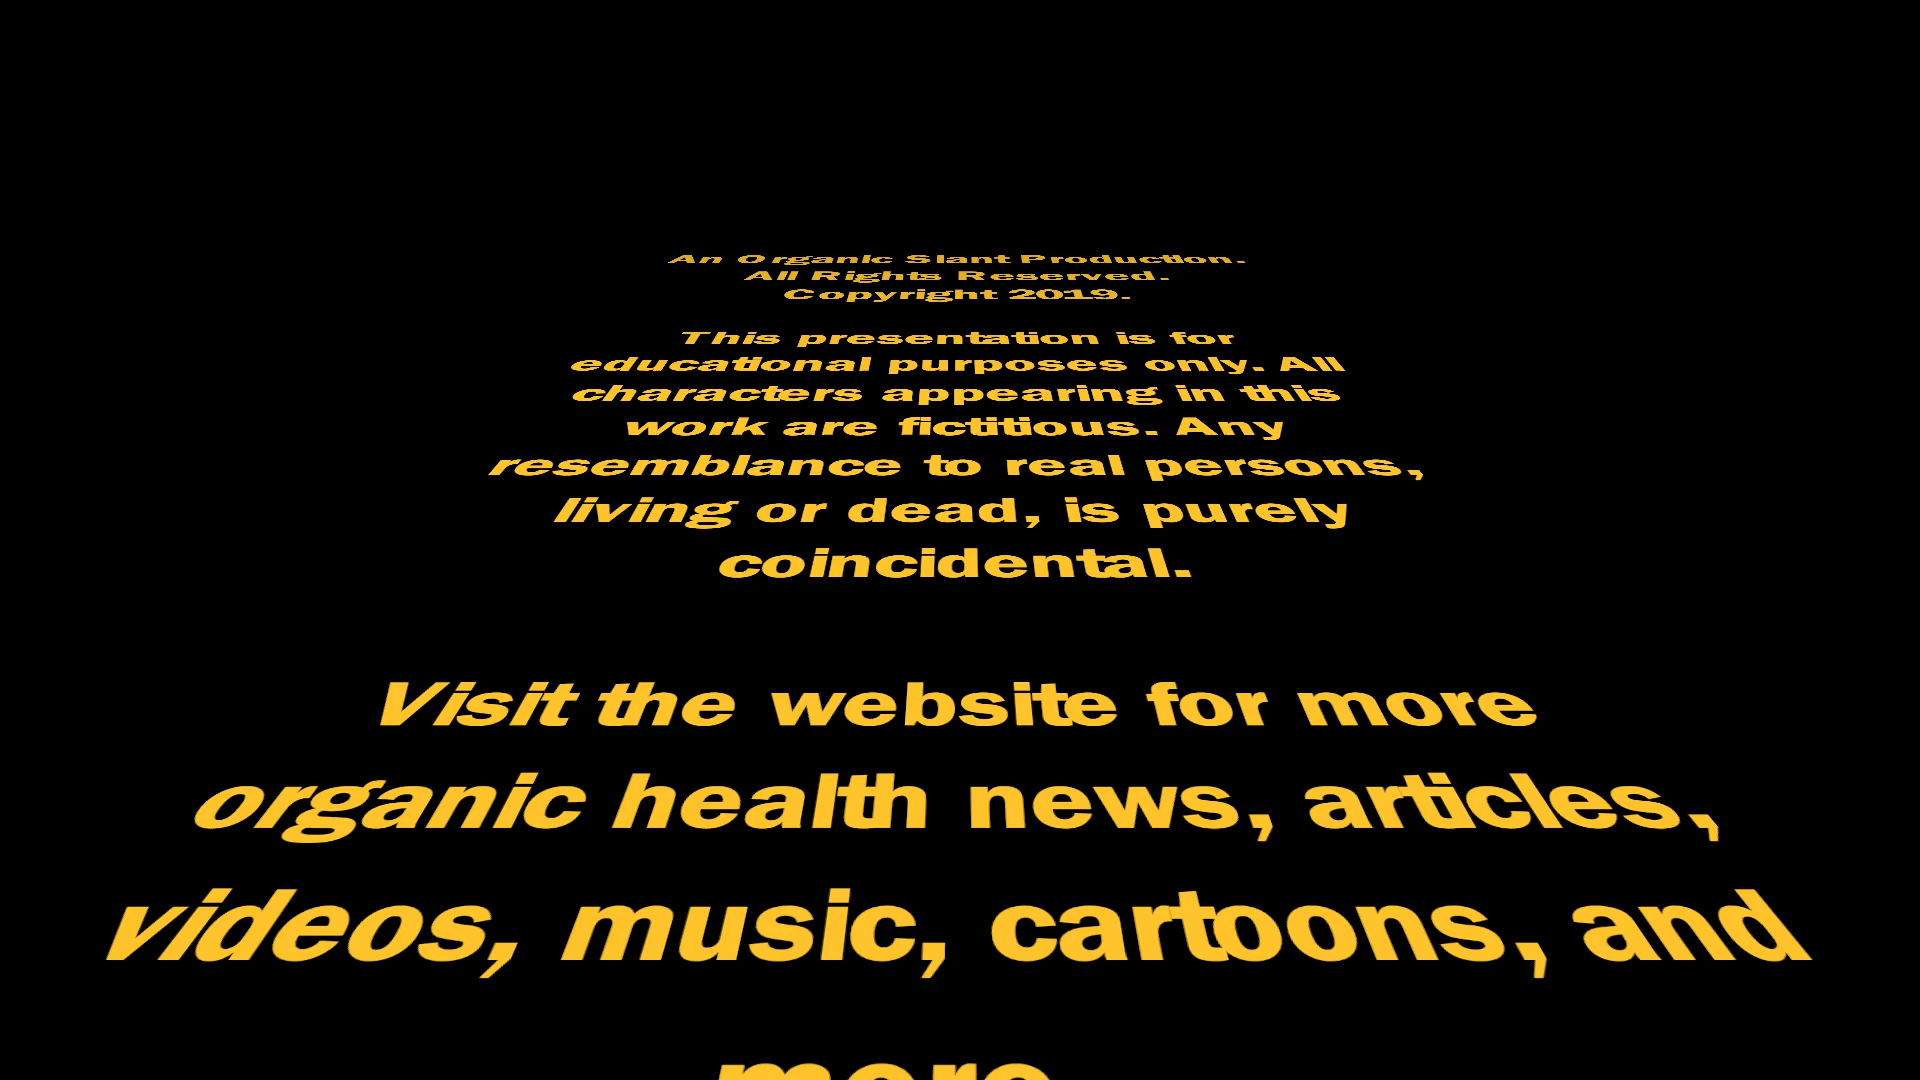 An Organic Slant Production.
All Rights Reserved.
Copyright 2019.
This presentation is for
educational purposes only. All
characters appearing in this
work are fictitious. Any
resemblance to real persons,
living or dead, is purely
coincidental.
Visit the website for more
organic health news, articles,
videos, music, cartoons, and
more